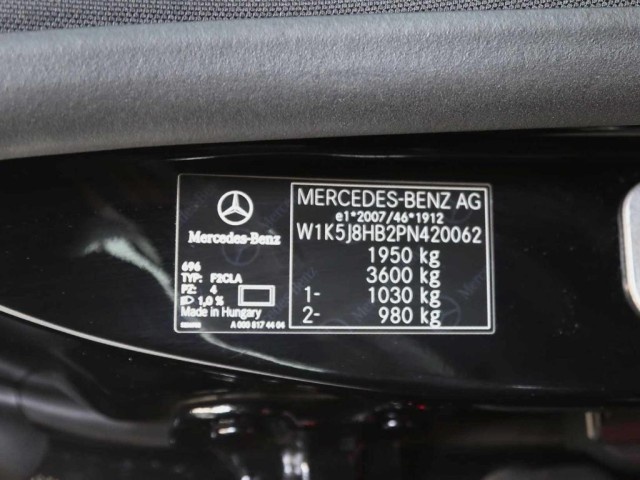 Mercedes-Benz
696
TYP: F2CLA
PZ: 4
1,0 %
Made in Hungary
A 000 817 44 04
MERCEDES-BENZ AG
e1*2007/46*1912
W1K5J8HB2PN420062
1950 kg
3600 kg
1- 1030 kg
2- 980 kg